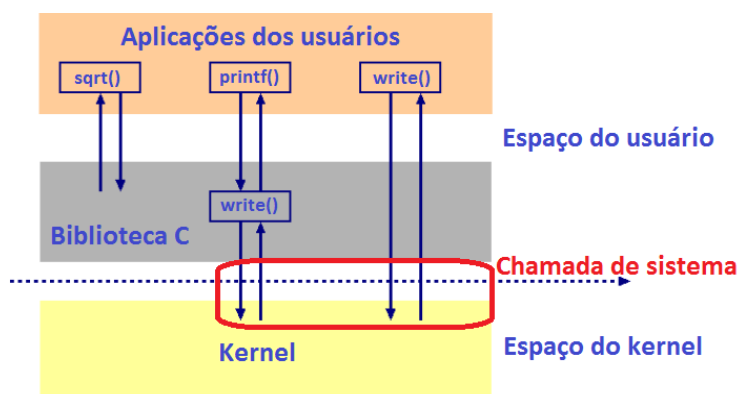 Aplicações dos usuários
sqrt()
printf()
write()
Espaço do usuário
write()
Biblioteca C
Chamada de sistema
Kernel
Espaço do kernel